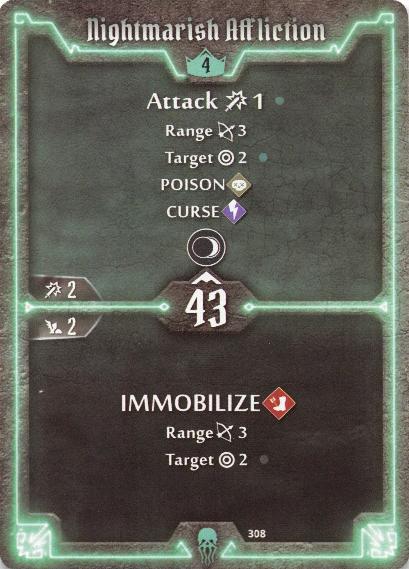 Nightmarish Affliction
4
Attack 1
Range 3
Target 2
POISON
CURSE
2
43
2
IMMOBILIZE
Range 3
Target 2
308